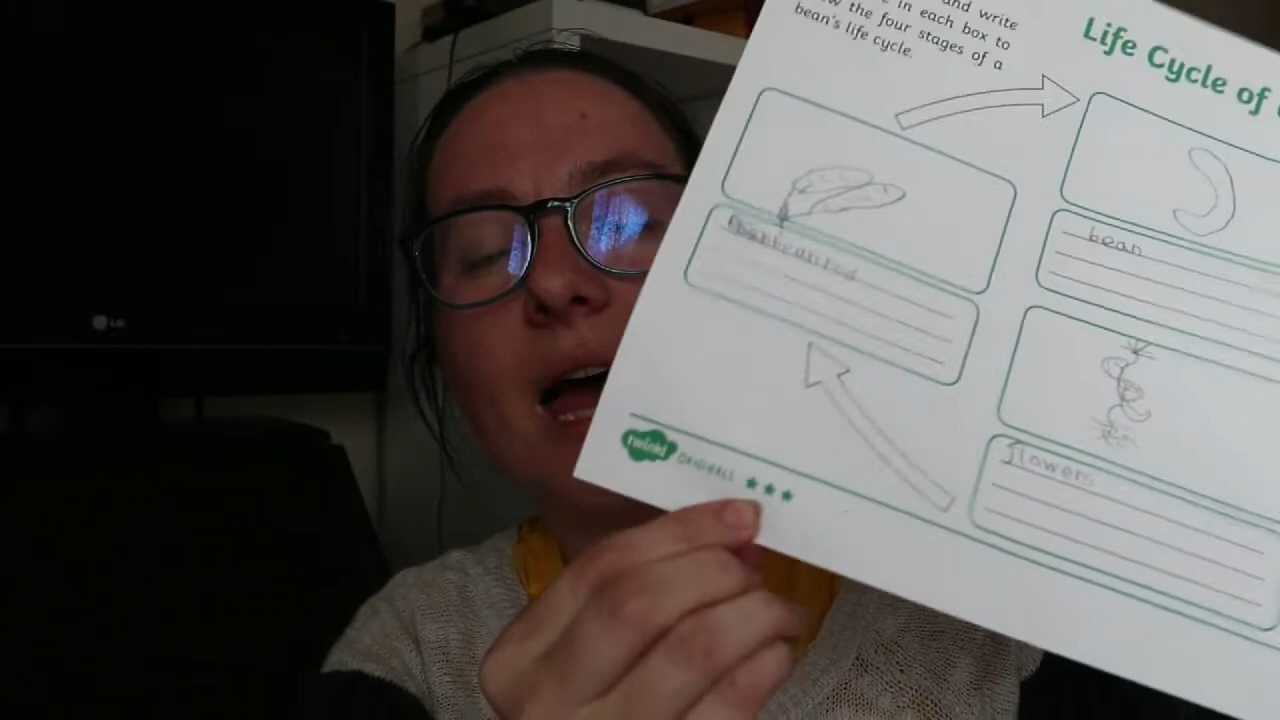 and write
in each box to
the four stages of a
bean's life cycle.
Life Cycle of
bean
flowers
twinkl ORIGINALS
LG